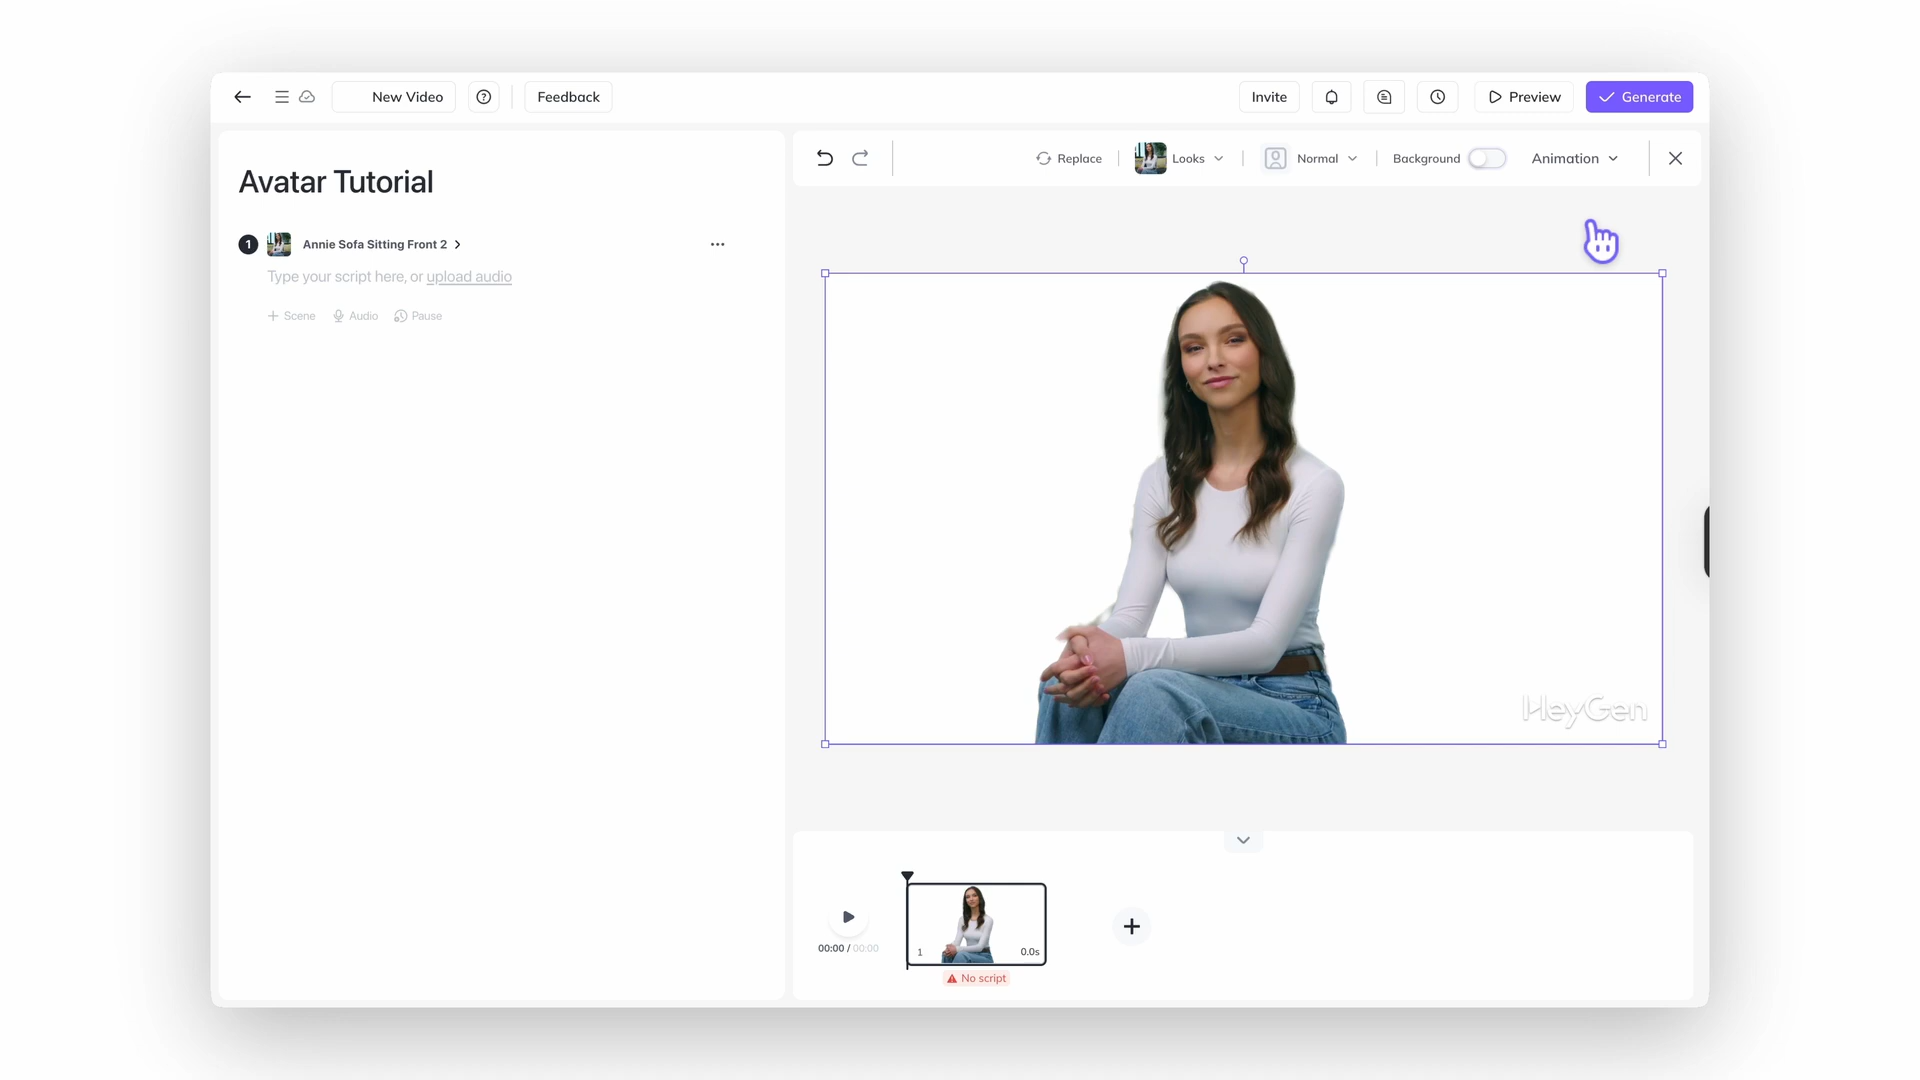 New Video
Feedback
Invite
Preview
Generate
Avatar Tutorial
Replace
Looks
Normal
Background
Animation
1
Annie Sofa Sitting Front 2
Type your script here, or upload audio
Scene
Audio
Pause
HeyGen
00:00 / 00:00
1
0.0s
No script